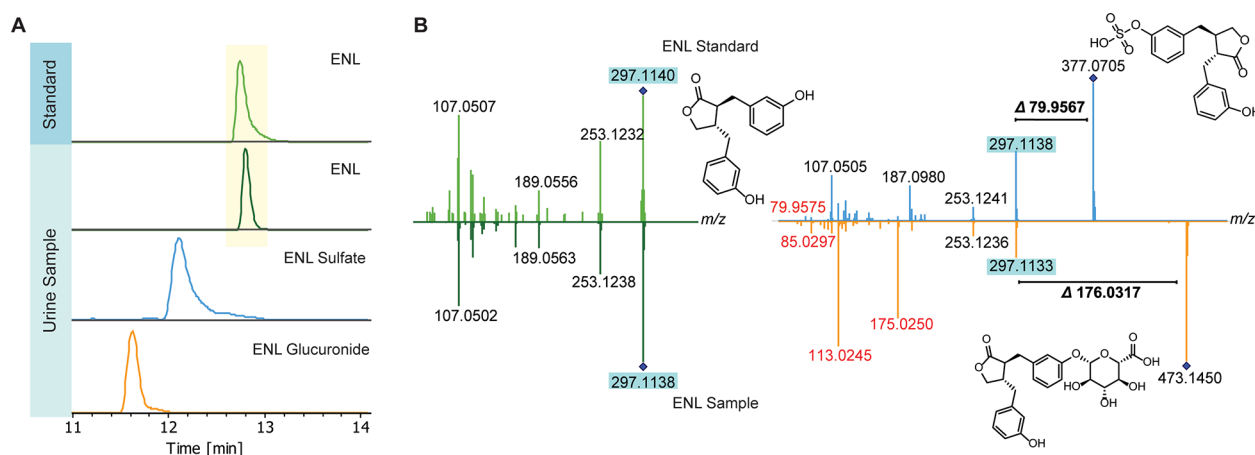 A
Standard
ENL
Urine Sample
ENL
ENL Sulfate
ENL Glucuronide
11
12
13
14
Time [min]
B
ENL Standard
297.1140
107.0507
253.1232
189.0556
m/z
189.0563
253.1238
107.0502
297.1138
ENL Sample
O
O
OH
OH
O
S
O
O
HO
O
O
OH
377.0705
Δ 79.9567
297.1138
107.0505
187.0980
253.1241
79.9575
m/z
85.0297
253.1236
297.1133
Δ 176.0317
175.0250
113.0245
473.1450
O
O
O
O
O
OH
HO
OH
OH
OH